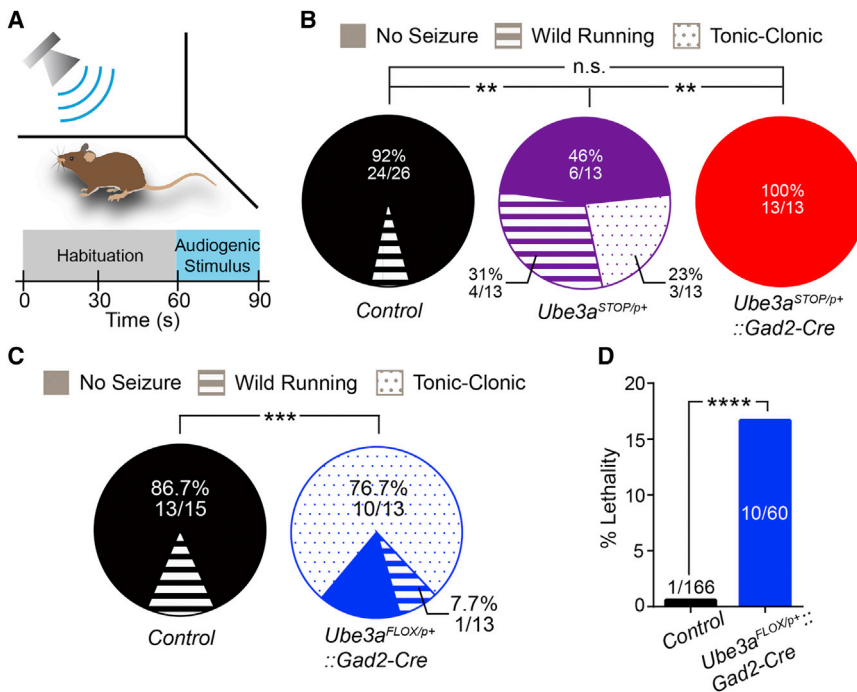 A
Habituation
Audiogenic
Stimulus
0 30 60 90
Time (s)
B
No Seizure Wild Running Tonic-Clonic
n.s.
** **
92%
24/26
46%
6/13
100%
13/13
31%
4/13
23%
3/13
Control
Ube3a^STOP/p+
Ube3a^STOP/p+
::Gad2-Cre
C
No Seizure Wild Running Tonic-Clonic
***
86.7%
13/15
76.7%
10/13
7.7%
1/13
Control
Ube3a^FLOX/p+
::Gad2-Cre
D
% Lethality
20
15
10
5
0
****
1/166
10/60
Control
Ube3a^FLOX/p+::
Gad2-Cre